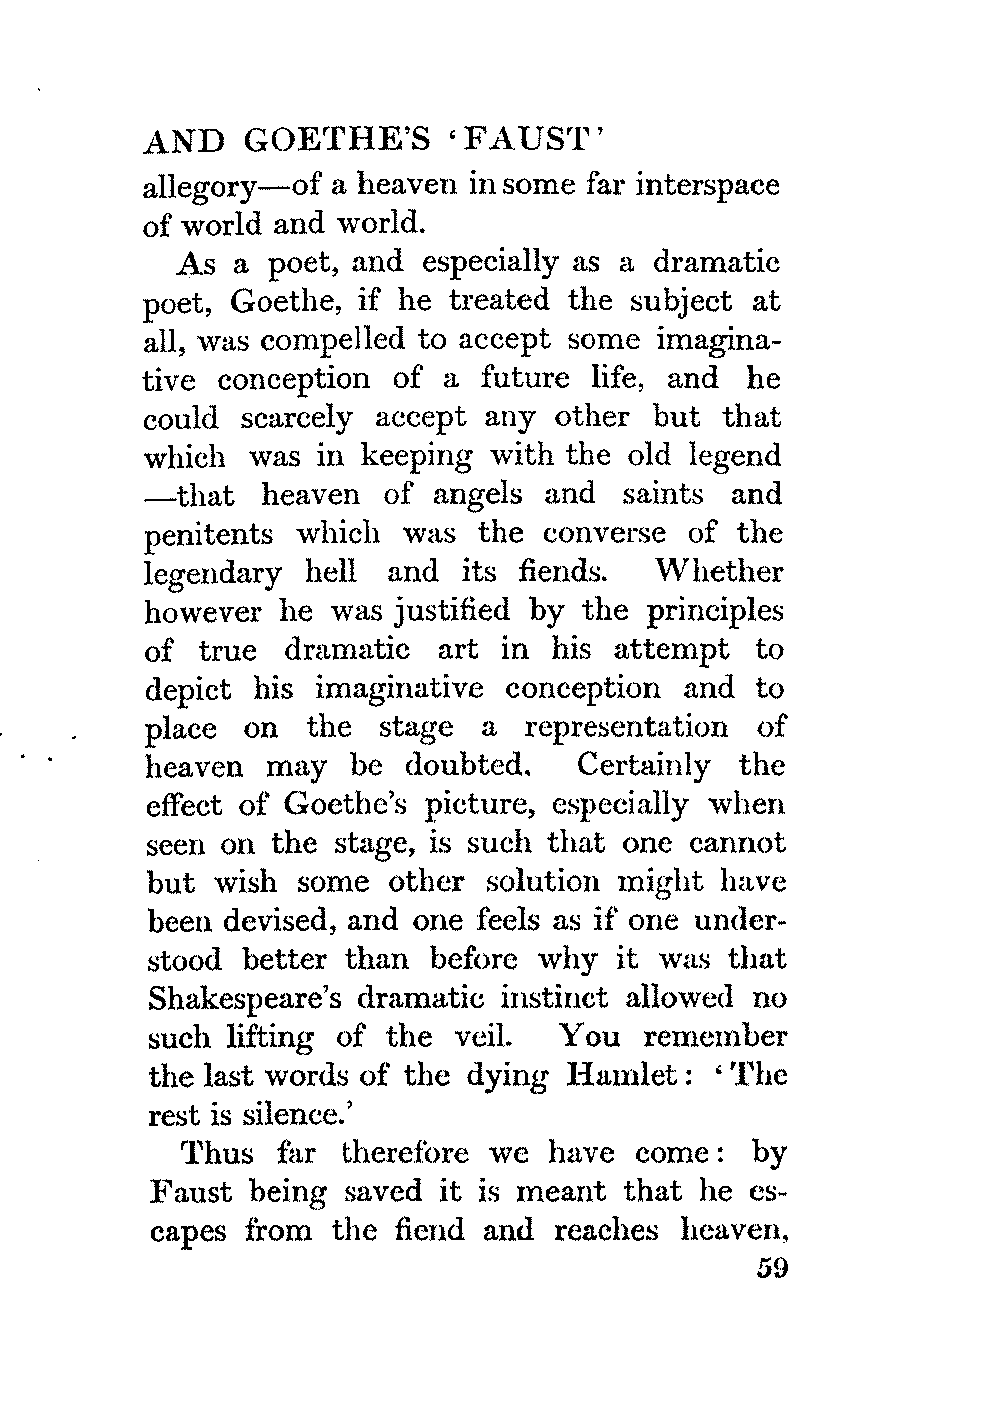 AND GOETHE'S ‘FAUST’
allegory—of a heaven in some far interspace
of world and world.
As a poet, and especially as a dramatic
poet, Goethe, if he treated the subject at
all, was compelled to accept some imagina-
tive conception of a future life, and he
could scarcely accept any other but that
which was in keeping with the old legend
—that heaven of angels and saints and
penitents which was the converse of the
legendary hell and its fiends. Whether
however he was justified by the principles
of true dramatic art in his attempt to
depict his imaginative conception and to
place on the stage a representation of
heaven may be doubted. Certainly the
effect of Goethe's picture, especially when
seen on the stage, is such that one cannot
but wish some other solution might have
been devised, and one feels as if one under-
stood better than before why it was that
Shakespeare's dramatic instinct allowed no
such lifting of the veil. You remember
the last words of the dying Hamlet: ‘The
rest is silence.’
Thus far therefore we have come: by
Faust being saved it is meant that he es-
capes from the fiend and reaches heaven,
59